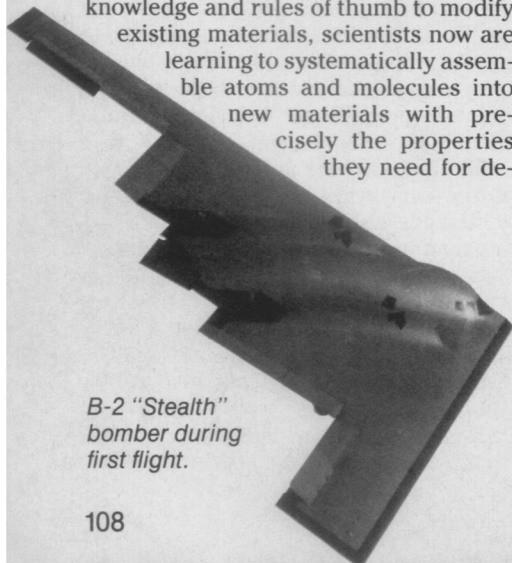 knowledge and rules of thumb to modify
existing materials, scientists now are
learning to systematically assem-
ble atoms and molecules into
new materials with pre-
cisely the properties
they need for de-
B-2 “Stealth”
bomber during
first flight.
108